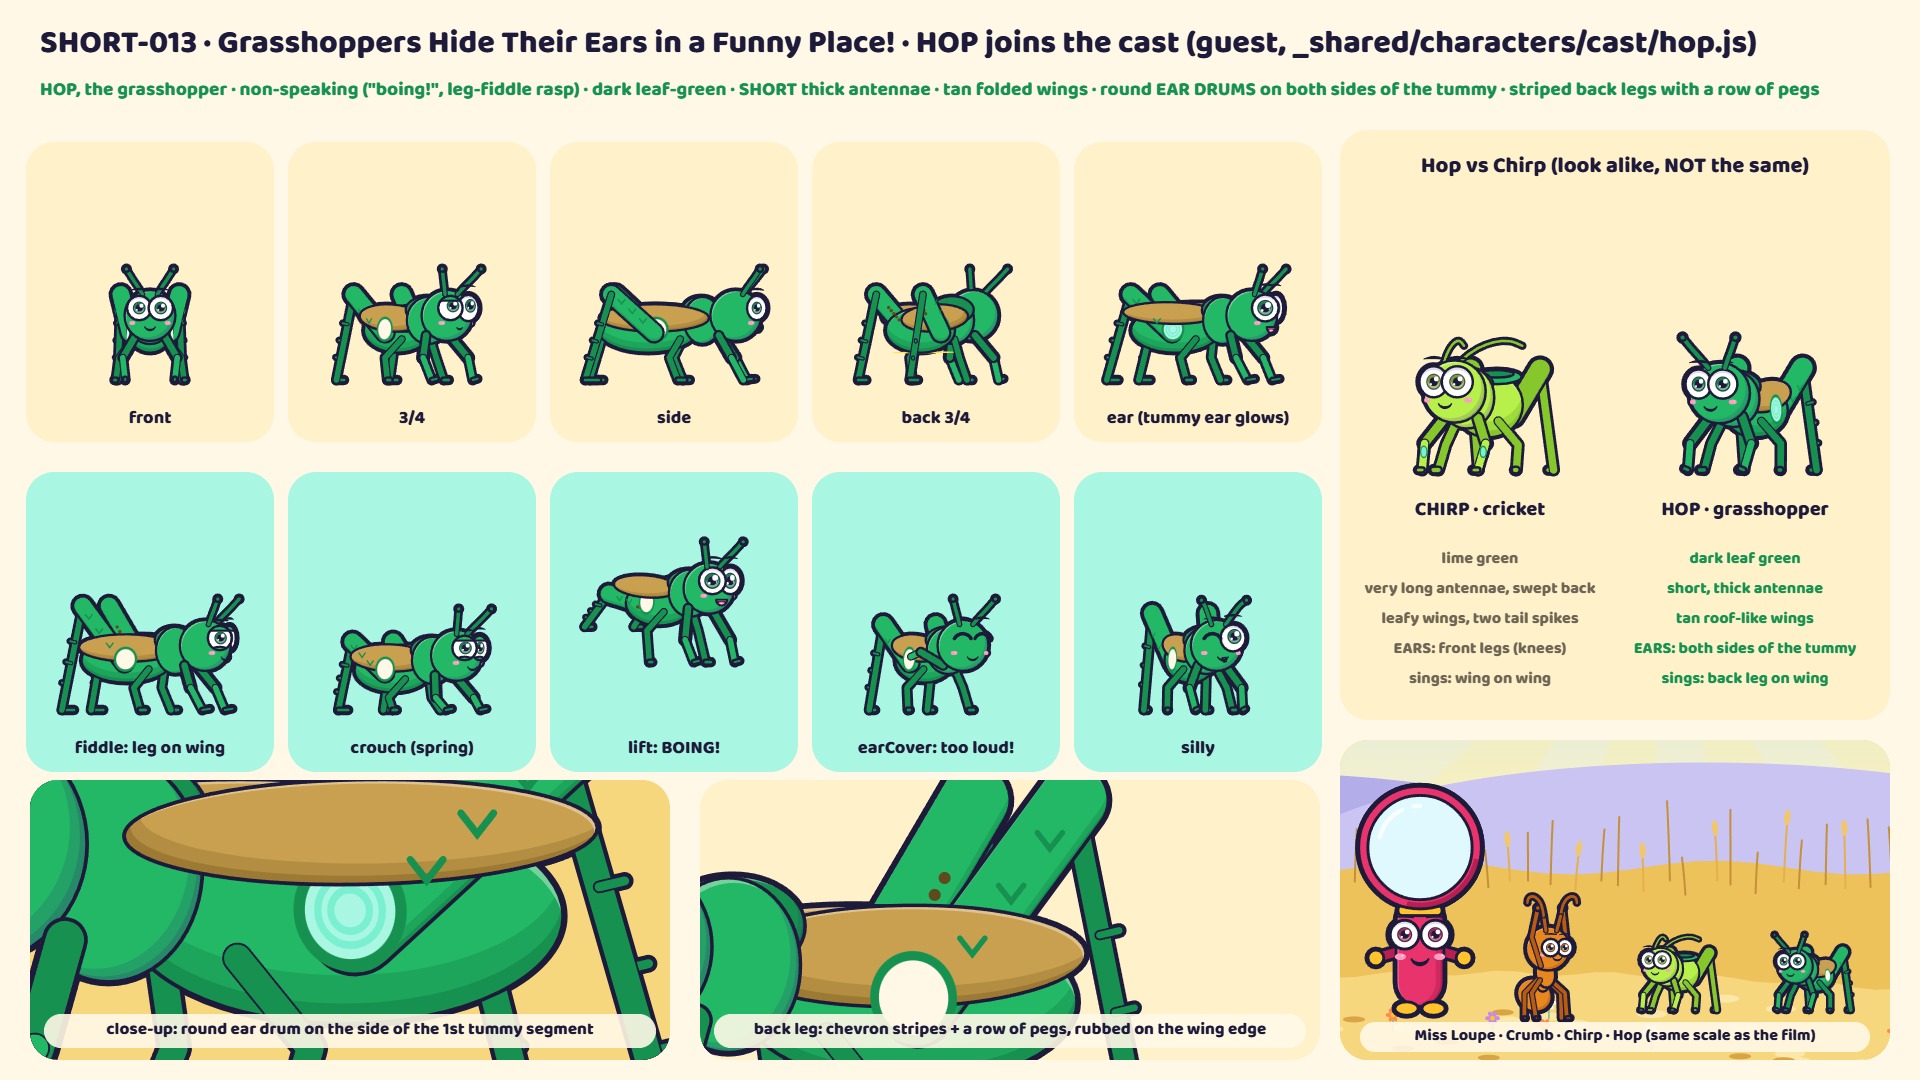 SHORT-013 · Grasshoppers Hide Their Ears in a Funny Place! · HOP joins the cast (guest, _shared/characters/cast/hop.js)
HOP, the grasshopper · non-speaking ("boing!", leg-fiddle rasp) · dark leaf-green · SHORT thick antennae · tan folded wings · round EAR DRUMS on both sides of the tummy · striped back legs with a row of pegs
front
3/4
side
back 3/4
ear (tummy ear glows)
fiddle: leg on wing
crouch (spring)
lift: BOING!
earCover: too loud!
silly
close-up: round ear drum on the side of the 1st tummy segment
back leg: chevron stripes + a row of pegs, rubbed on the wing edge
Hop vs Chirp (look alike, NOT the same)
CHIRP · cricket
lime green
very long antennae, swept back
leafy wings, two tail spikes
EARS: front legs (knees)
sings: wing on wing
HOP · grasshopper
dark leaf green
short, thick antennae
tan roof-like wings
EARS: both sides of the tummy
sings: back leg on wing
Miss Loupe · Crumb · Chirp · Hop (same scale as the film)